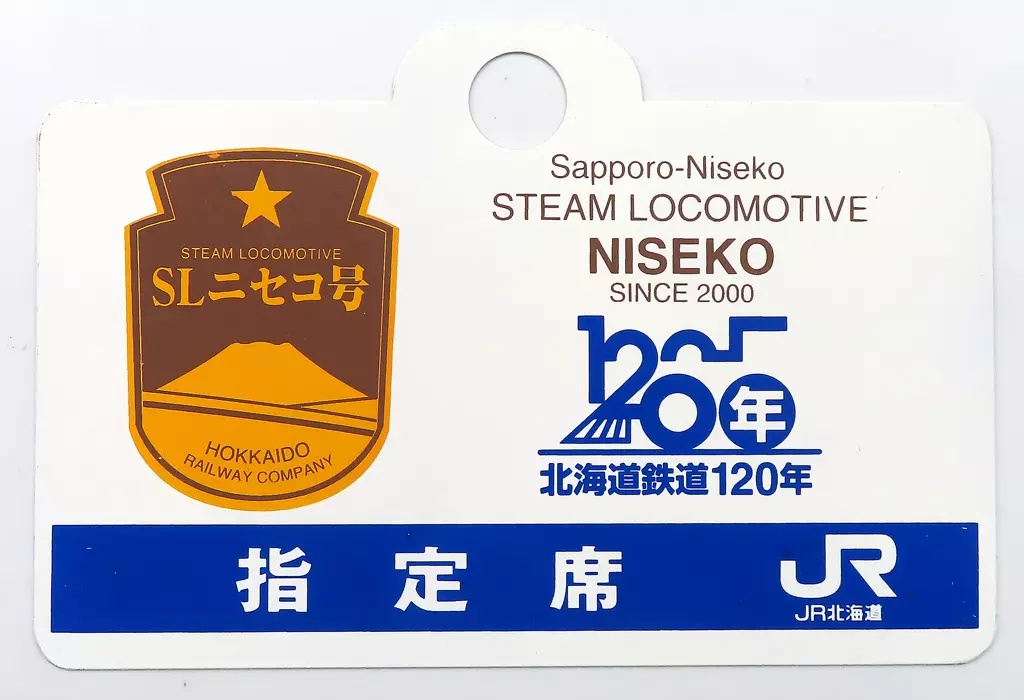 STEAM LOCOMOTIVE
SLニセコ号
HOKKAIDO
RAILWAY COMPANY
Sapporo-Niseko
STEAM LOCOMOTIVE
NISEKO
SINCE 2000
120年
北海道鉄道120年
指定席
JR
JR北海道